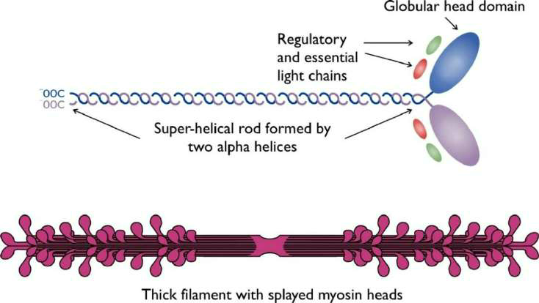 Globular head domain
Regulatory
and essential
light chains
⁻OOC
OOC
Super-helical rod formed by
two alpha helices
Thick filament with splayed myosin heads